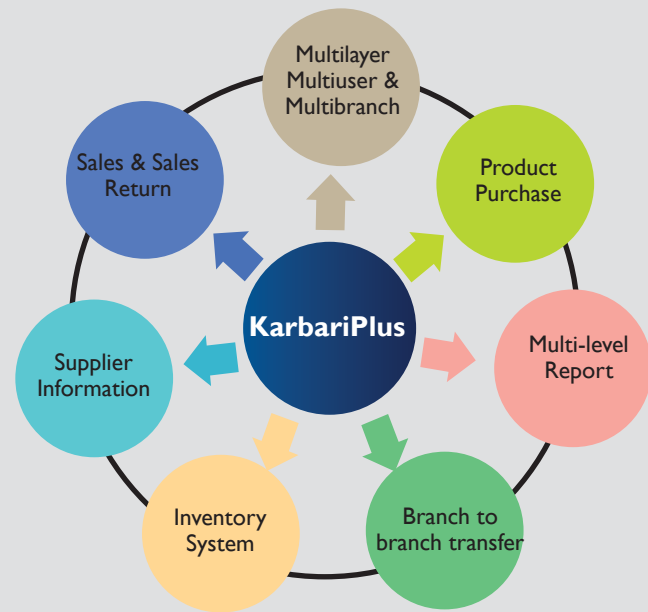 Multilayer
Multiuser &
Multibranch
Product
Purchase
Multi-level
Report
Branch to
branch transfer
Inventory
System
Supplier
Information
Sales & Sales
Return
KarbariPlus